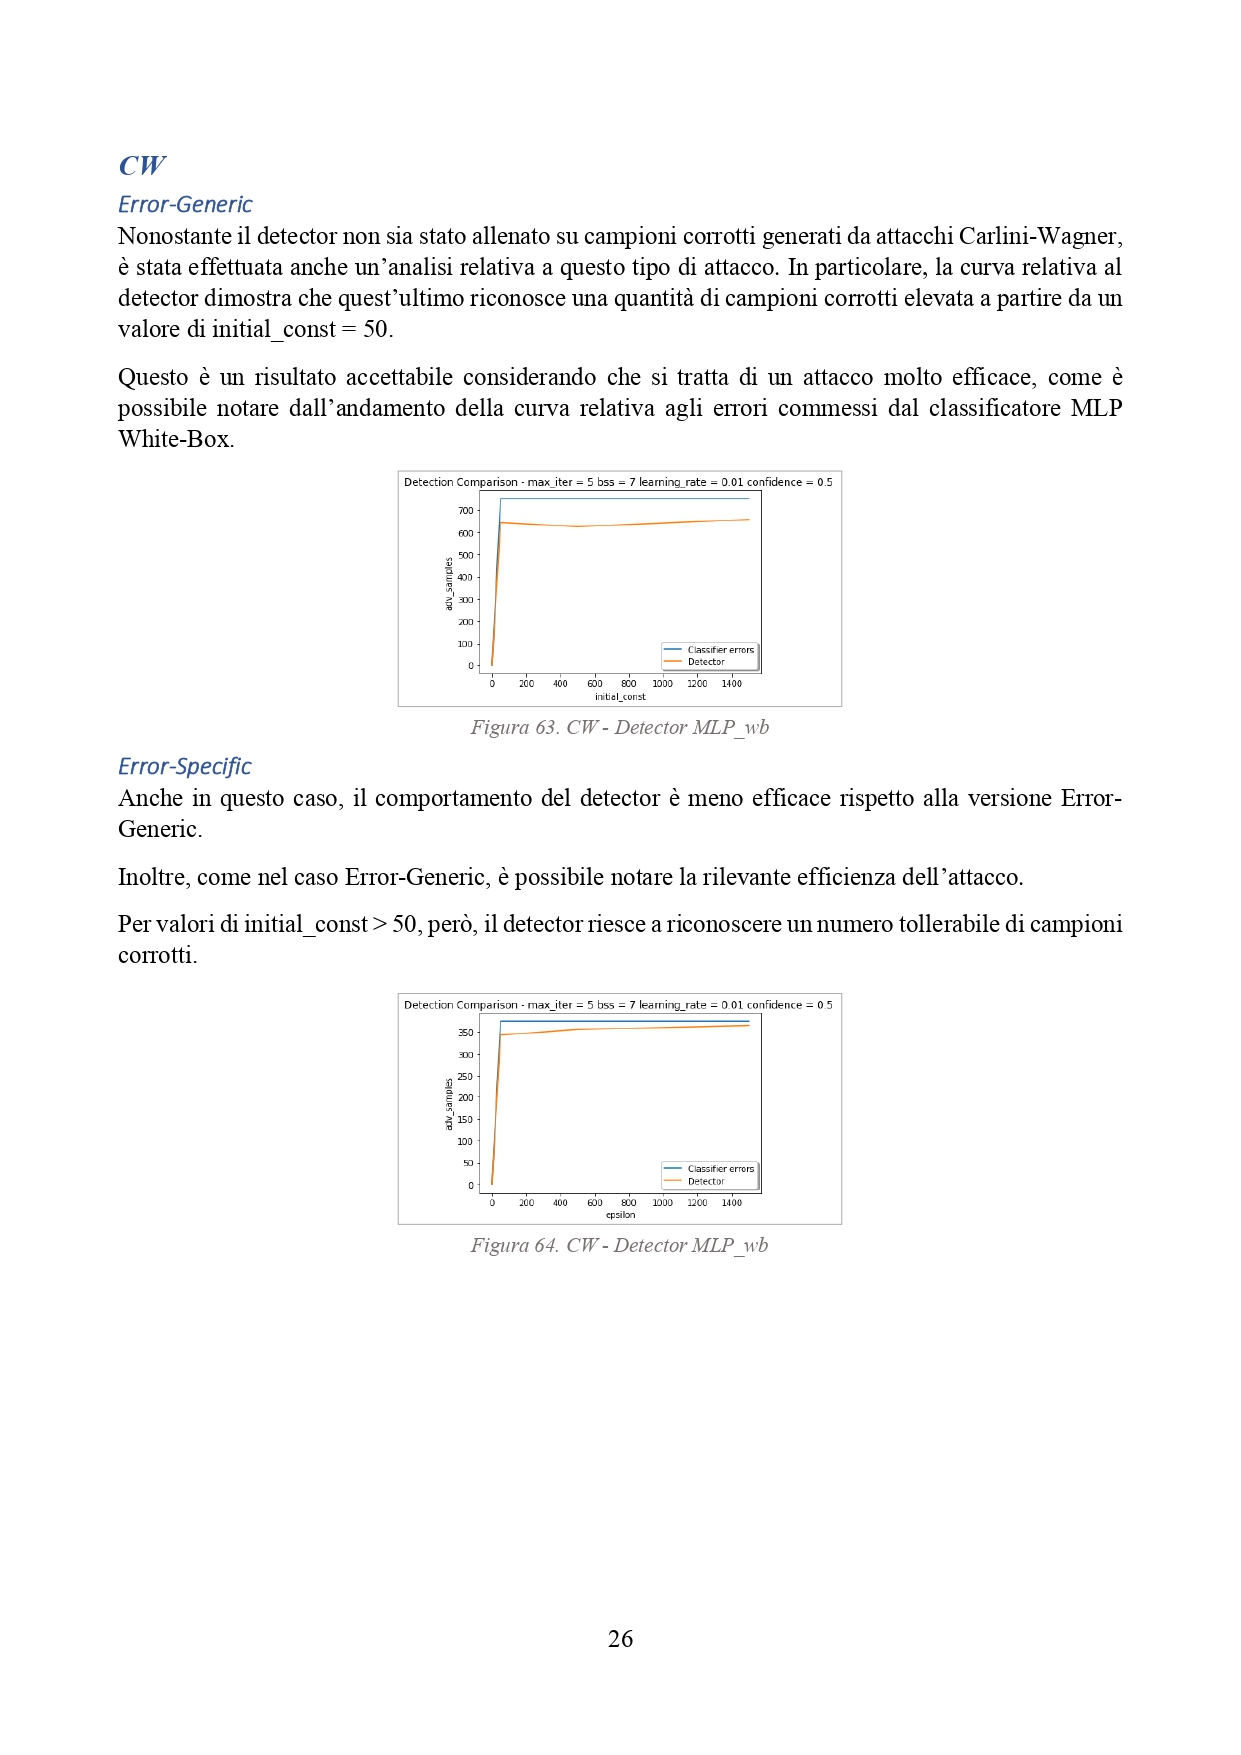 CW
Error-Generic
Nonostante il detector non sia stato allenato su campioni corrotti generati da attacchi Carlini-Wagner,
è stata effettuata anche un’analisi relativa a questo tipo di attacco. In particolare, la curva relativa al
detector dimostra che quest’ultimo riconosce una quantità di campioni corrotti elevata a partire da un
valore di initial_const = 50.
Questo è un risultato accettabile considerando che si tratta di un attacco molto efficace, come è
possibile notare dall’andamento della curva relativa agli errori commessi dal classificatore MLP
White-Box.
Detection Comparison - max_iter = 5 bss = 7 learning_rate = 0.01 confidence = 0.5
adv_samples
700
600
500
400
300
200
100
0
Classifier errors
Detector
0 200 400 600 800 1000 1200 1400
initial_const
Figura 63. CW - Detector MLP_wb
Error-Specific
Anche in questo caso, il comportamento del detector è meno efficace rispetto alla versione Error-
Generic.
Inoltre, come nel caso Error-Generic, è possibile notare la rilevante efficienza dell’attacco.
Per valori di initial_const > 50, però, il detector riesce a riconoscere un numero tollerabile di campioni
corrotti.
Detection Comparison - max_iter = 5 bss = 7 learning_rate = 0.01 confidence = 0.5
adv_samples
350
300
250
200
150
100
50
0
Classifier errors
Detector
0 200 400 600 800 1000 1200 1400
epsilon
Figura 64. CW - Detector MLP_wb
26